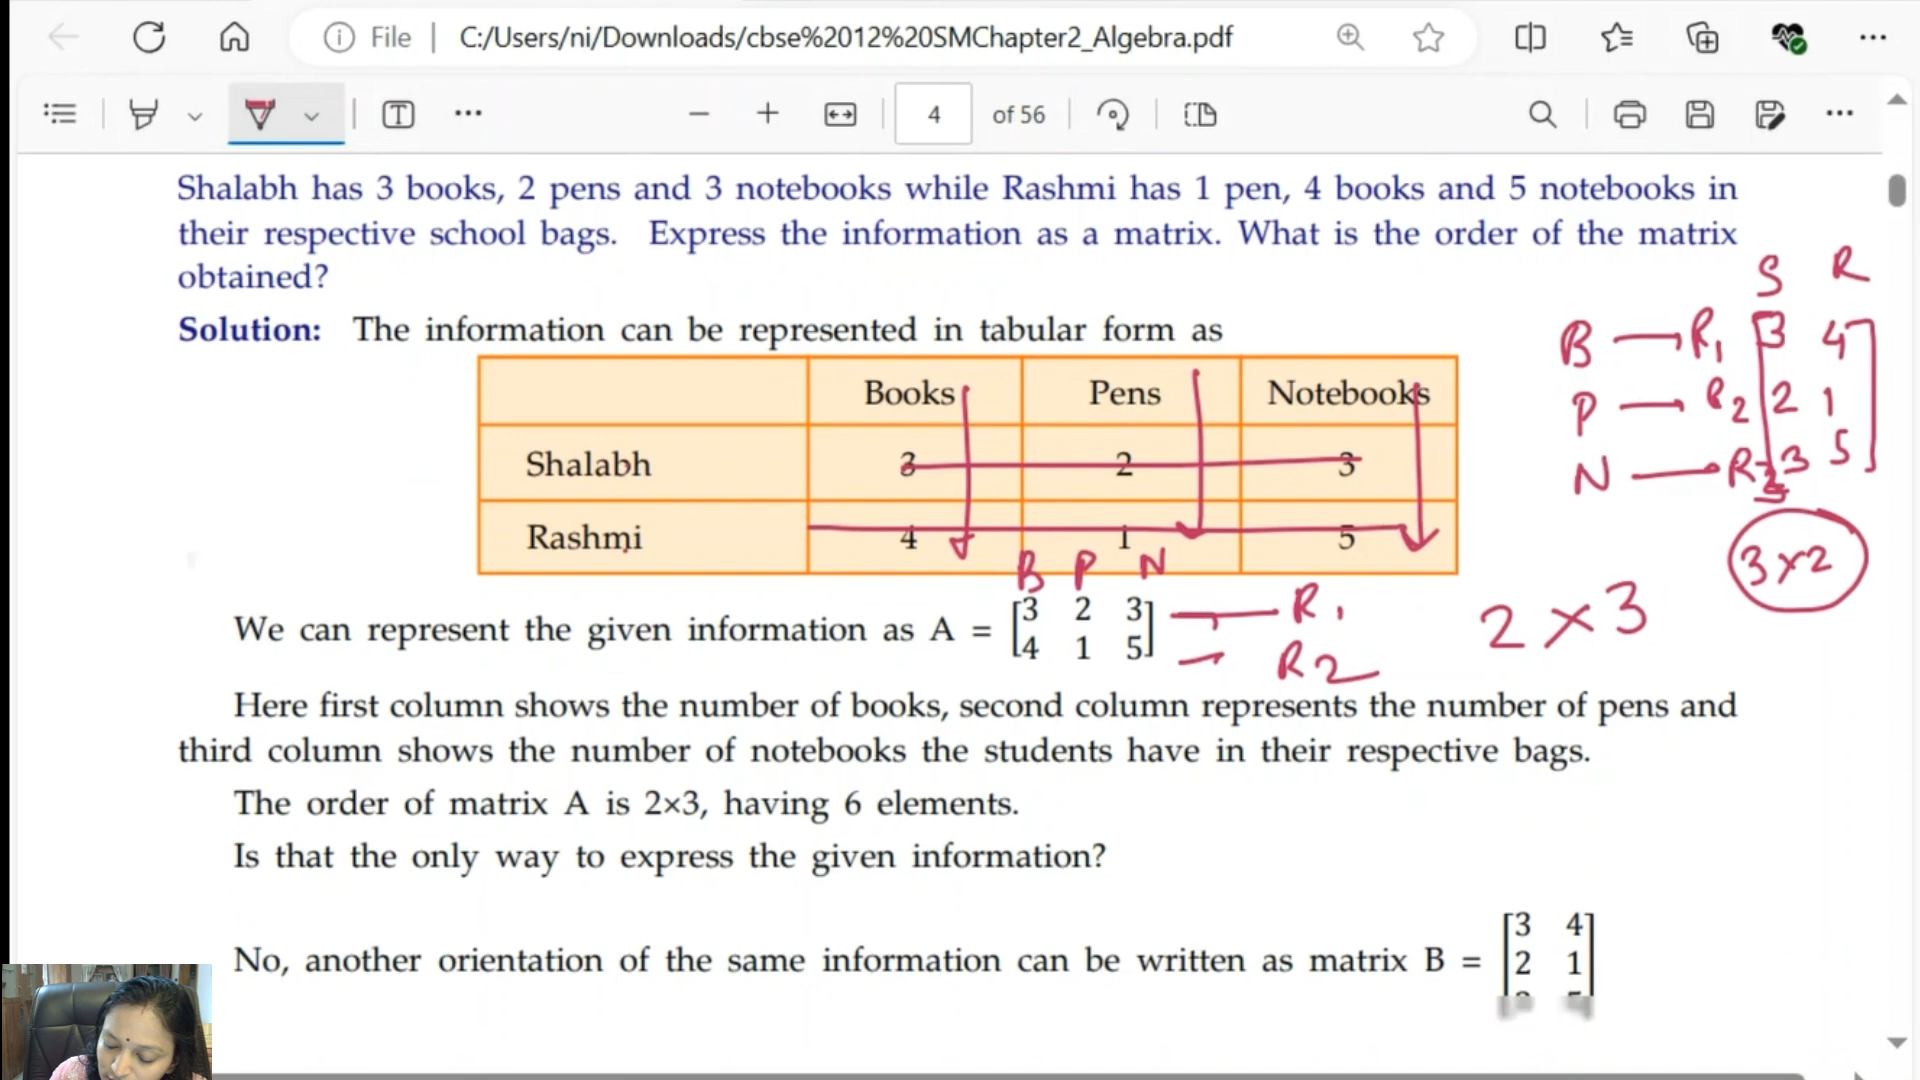 File | C:/Users/ni/Downloads/cbse%2012%20SMChapter2_Algebra.pdf
4 of 56
Shalabh has 3 books, 2 pens and 3 notebooks while Rashmi has 1 pen, 4 books and 5 notebooks in
their respective school bags. Express the information as a matrix. What is the order of the matrix
obtained?
S R
B → R1 [3 4]
P → R2 2 1
N → R3 3 5
3×2
Solution: The information can be represented in tabular form as
Books Pens Notebooks
Shalabh 3 2 3
Rashmi 4 1 5
B P N
We can represent the given information as A = [3 2 3
4 1 5]
R1
R2
2 × 3
Here first column shows the number of books, second column represents the number of pens and
third column shows the number of notebooks the students have in their respective bags.
The order of matrix A is 2×3, having 6 elements.
Is that the only way to express the given information?
No, another orientation of the same information can be written as matrix B = [3 4
2 1